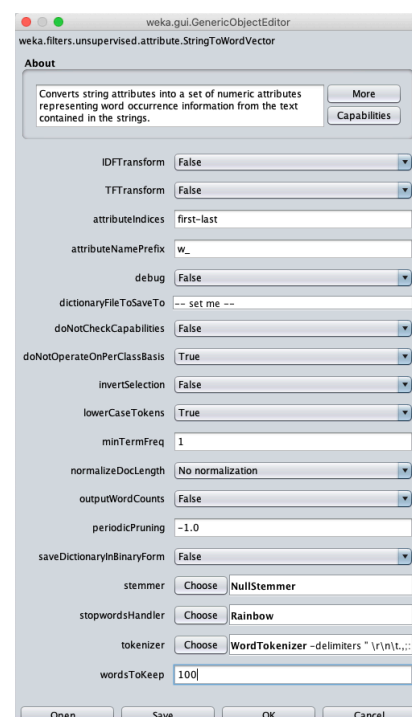 weka.gui.GenericObjectEditor
weka.filters.unsupervised.attribute.StringToWordVector
About
Converts string attributes into a set of numeric attributes More
representing word occurrence information from the text
contained in the strings. Capabilities
IDFTransform False
TFTransform False
attributeIndices first-last
attributeNamePrefix w_
debug False
dictionaryFileToSaveTo -- set me --
doNotCheckCapabilities False
doNotOperateOnPerClassBasis True
invertSelection False
lowerCaseTokens True
minTermFreq 1
normalizeDocLength No normalization
outputWordCounts False
periodicPruning -1.0
saveDictionaryInBinaryForm False
stemmer Choose NullStemmer
stopwordsHandler Choose Rainbow
tokenizer Choose WordTokenizer -delimiters " \r\n\t.,;:
wordsToKeep 100
Open Save OK Cancel